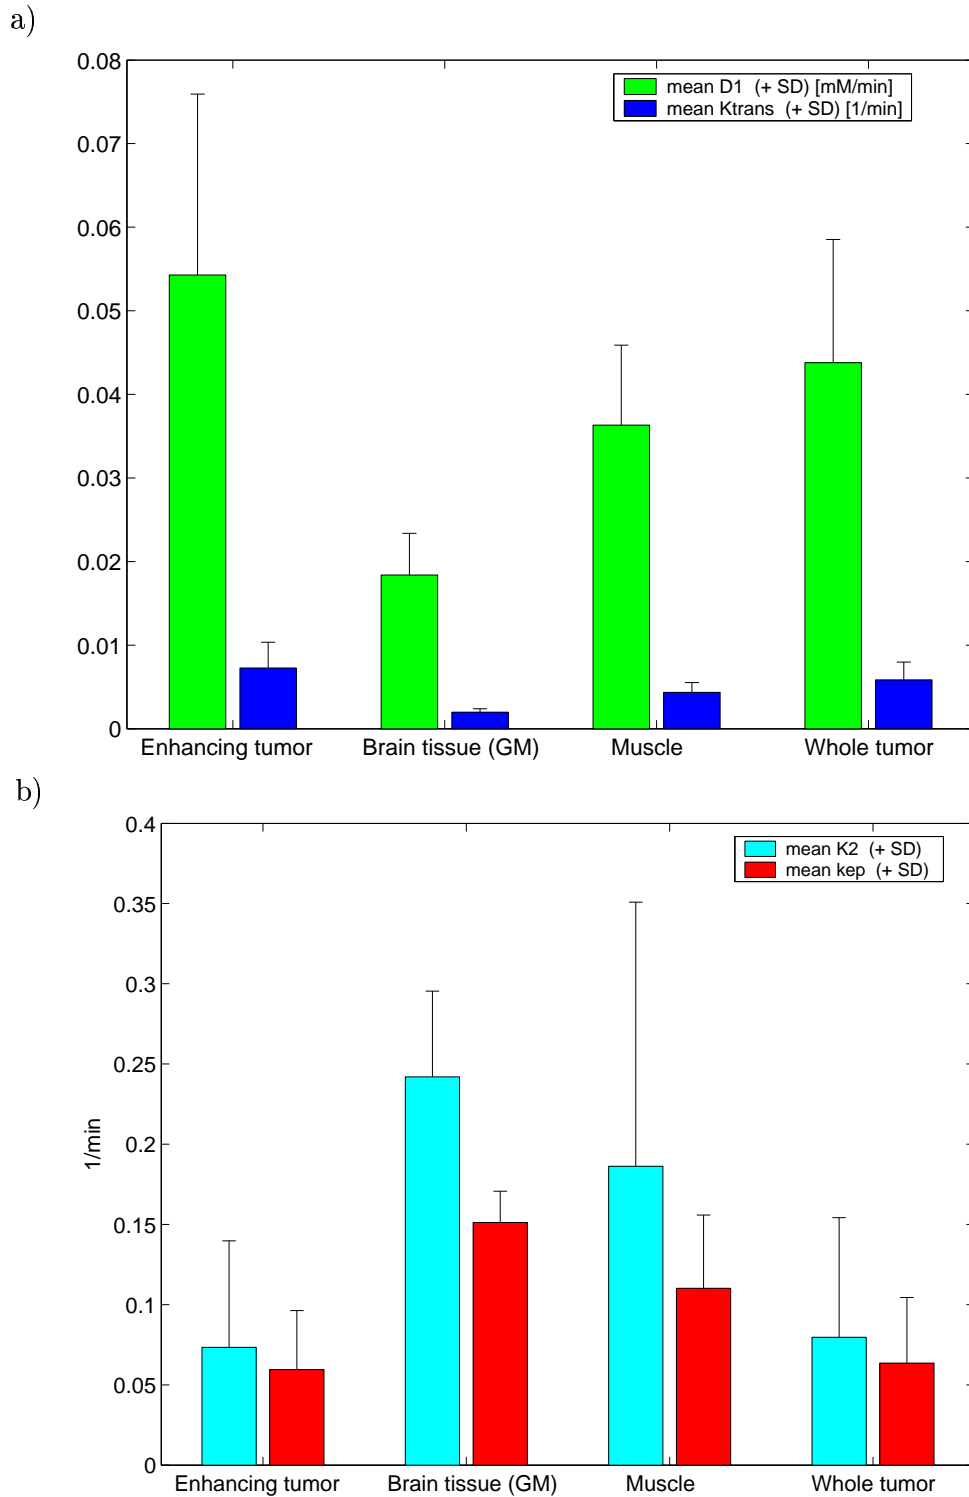 a)
0.08
0.07
0.06
0.05
0.04
0.03
0.02
0.01
0
mean D1 (+ SD) [mM/min]
mean Ktrans (+ SD) [1/min]
Enhancing tumor
Brain tissue (GM)
Muscle
Whole tumor
b)
0.4
0.35
0.3
0.25
0.2
0.15
0.1
0.05
0
1/min
mean K2 (+ SD)
mean kep (+ SD)
Enhancing tumor
Brain tissue (GM)
Muscle
Whole tumor